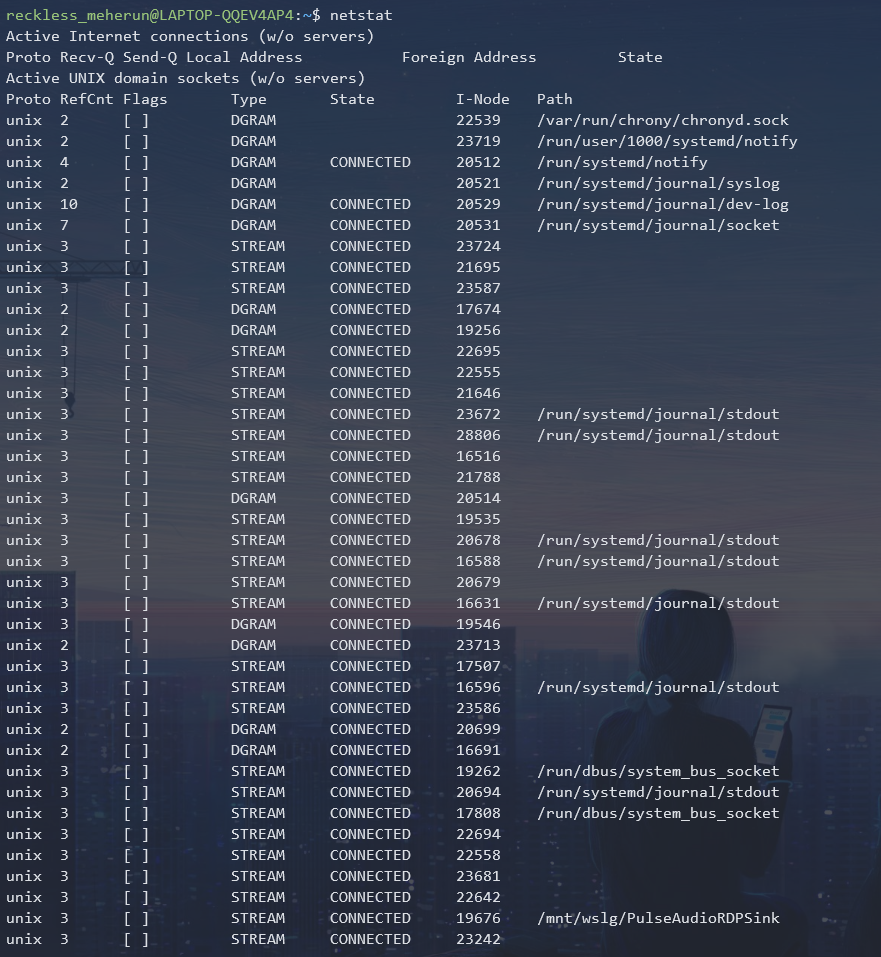 reckless_meherun@LAPTOP-QQEV4AP4:~$ netstat
Active Internet connections (w/o servers)
Proto Recv-Q Send-Q Local Address           Foreign Address         State
Active UNIX domain sockets (w/o servers)
Proto RefCnt Flags       Type       State         I-Node   Path
unix  2      [ ]         DGRAM                    22539    /var/run/chrony/chronyd.sock
unix  2      [ ]         DGRAM                    23719    /run/user/1000/systemd/notify
unix  4      [ ]         DGRAM      CONNECTED     20512    /run/systemd/notify
unix  2      [ ]         DGRAM                    20521    /run/systemd/journal/syslog
unix  10     [ ]         DGRAM      CONNECTED     20529    /run/systemd/journal/dev-log
unix  7      [ ]         DGRAM      CONNECTED     20531    /run/systemd/journal/socket
unix  3      [ ]         STREAM     CONNECTED     23724
unix  3      [ ]         STREAM     CONNECTED     21695
unix  3      [ ]         STREAM     CONNECTED     23587
unix  2      [ ]         DGRAM      CONNECTED     17674
unix  2      [ ]         DGRAM      CONNECTED     19256
unix  3      [ ]         STREAM     CONNECTED     22695
unix  3      [ ]         STREAM     CONNECTED     22555
unix  3      [ ]         STREAM     CONNECTED     21646
unix  3      [ ]         STREAM     CONNECTED     23672    /run/systemd/journal/stdout
unix  3      [ ]         STREAM     CONNECTED     28806    /run/systemd/journal/stdout
unix  3      [ ]         STREAM     CONNECTED     16516
unix  3      [ ]         STREAM     CONNECTED     21788
unix  3      [ ]         DGRAM      CONNECTED     20514
unix  3      [ ]         STREAM     CONNECTED     19535
unix  3      [ ]         STREAM     CONNECTED     20678    /run/systemd/journal/stdout
unix  3      [ ]         STREAM     CONNECTED     16588    /run/systemd/journal/stdout
unix  3      [ ]         STREAM     CONNECTED     20679
unix  3      [ ]         STREAM     CONNECTED     16631    /run/systemd/journal/stdout
unix  3      [ ]         DGRAM      CONNECTED     19546
unix  2      [ ]         DGRAM      CONNECTED     23713
unix  3      [ ]         STREAM     CONNECTED     17507
unix  3      [ ]         STREAM     CONNECTED     16596    /run/systemd/journal/stdout
unix  3      [ ]         STREAM     CONNECTED     23586
unix  2      [ ]         DGRAM      CONNECTED     20699
unix  2      [ ]         DGRAM      CONNECTED     16691
unix  3      [ ]         STREAM     CONNECTED     19262    /run/dbus/system_bus_socket
unix  3      [ ]         STREAM     CONNECTED     20694    /run/systemd/journal/stdout
unix  3      [ ]         STREAM     CONNECTED     17808    /run/dbus/system_bus_socket
unix  3      [ ]         STREAM     CONNECTED     22694
unix  3      [ ]         STREAM     CONNECTED     22558
unix  3      [ ]         STREAM     CONNECTED     23681
unix  3      [ ]         STREAM     CONNECTED     22642
unix  3      [ ]         STREAM     CONNECTED     19676    /mnt/wslg/PulseAudioRDPSink
unix  3      [ ]         STREAM     CONNECTED     23242